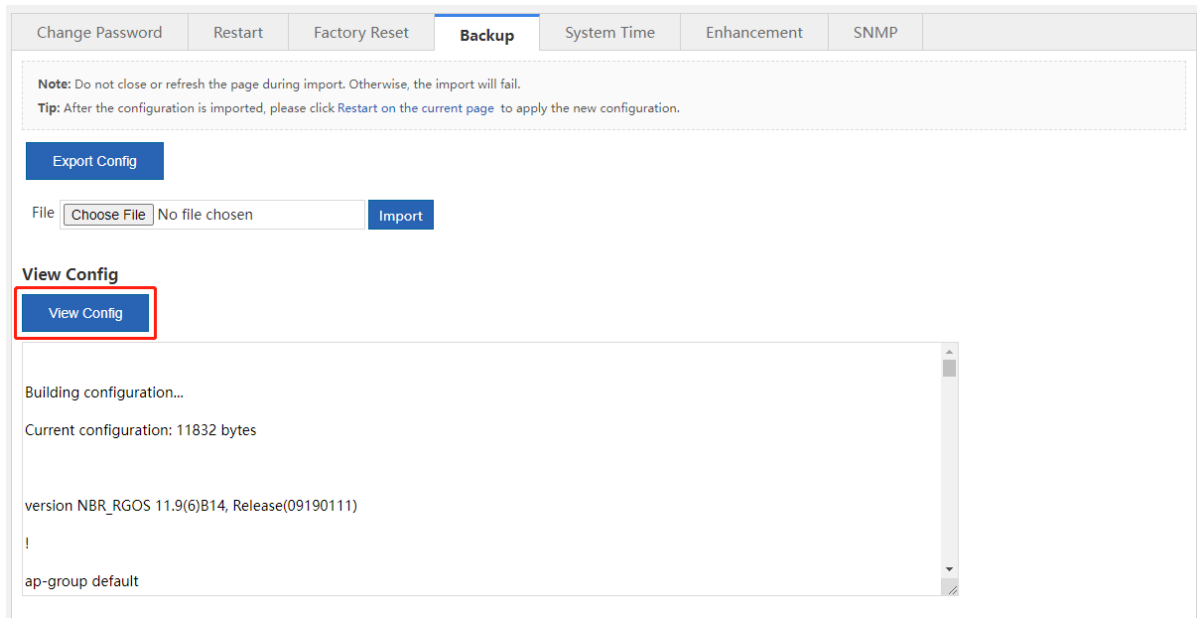 Change Password Restart Factory Reset Backup System Time Enhancement SNMP
Note: Do not close or refresh the page during import. Otherwise, the import will fail.
Tip: After the configuration is imported, please click Restart on the current page to apply the new configuration.
Export Config
File Choose File No file chosen Import
View Config
View Config
Building configuration...
Current configuration: 11832 bytes
version NBR_RGOS 11.9(6)B14, Release(09190111)
!
ap-group default